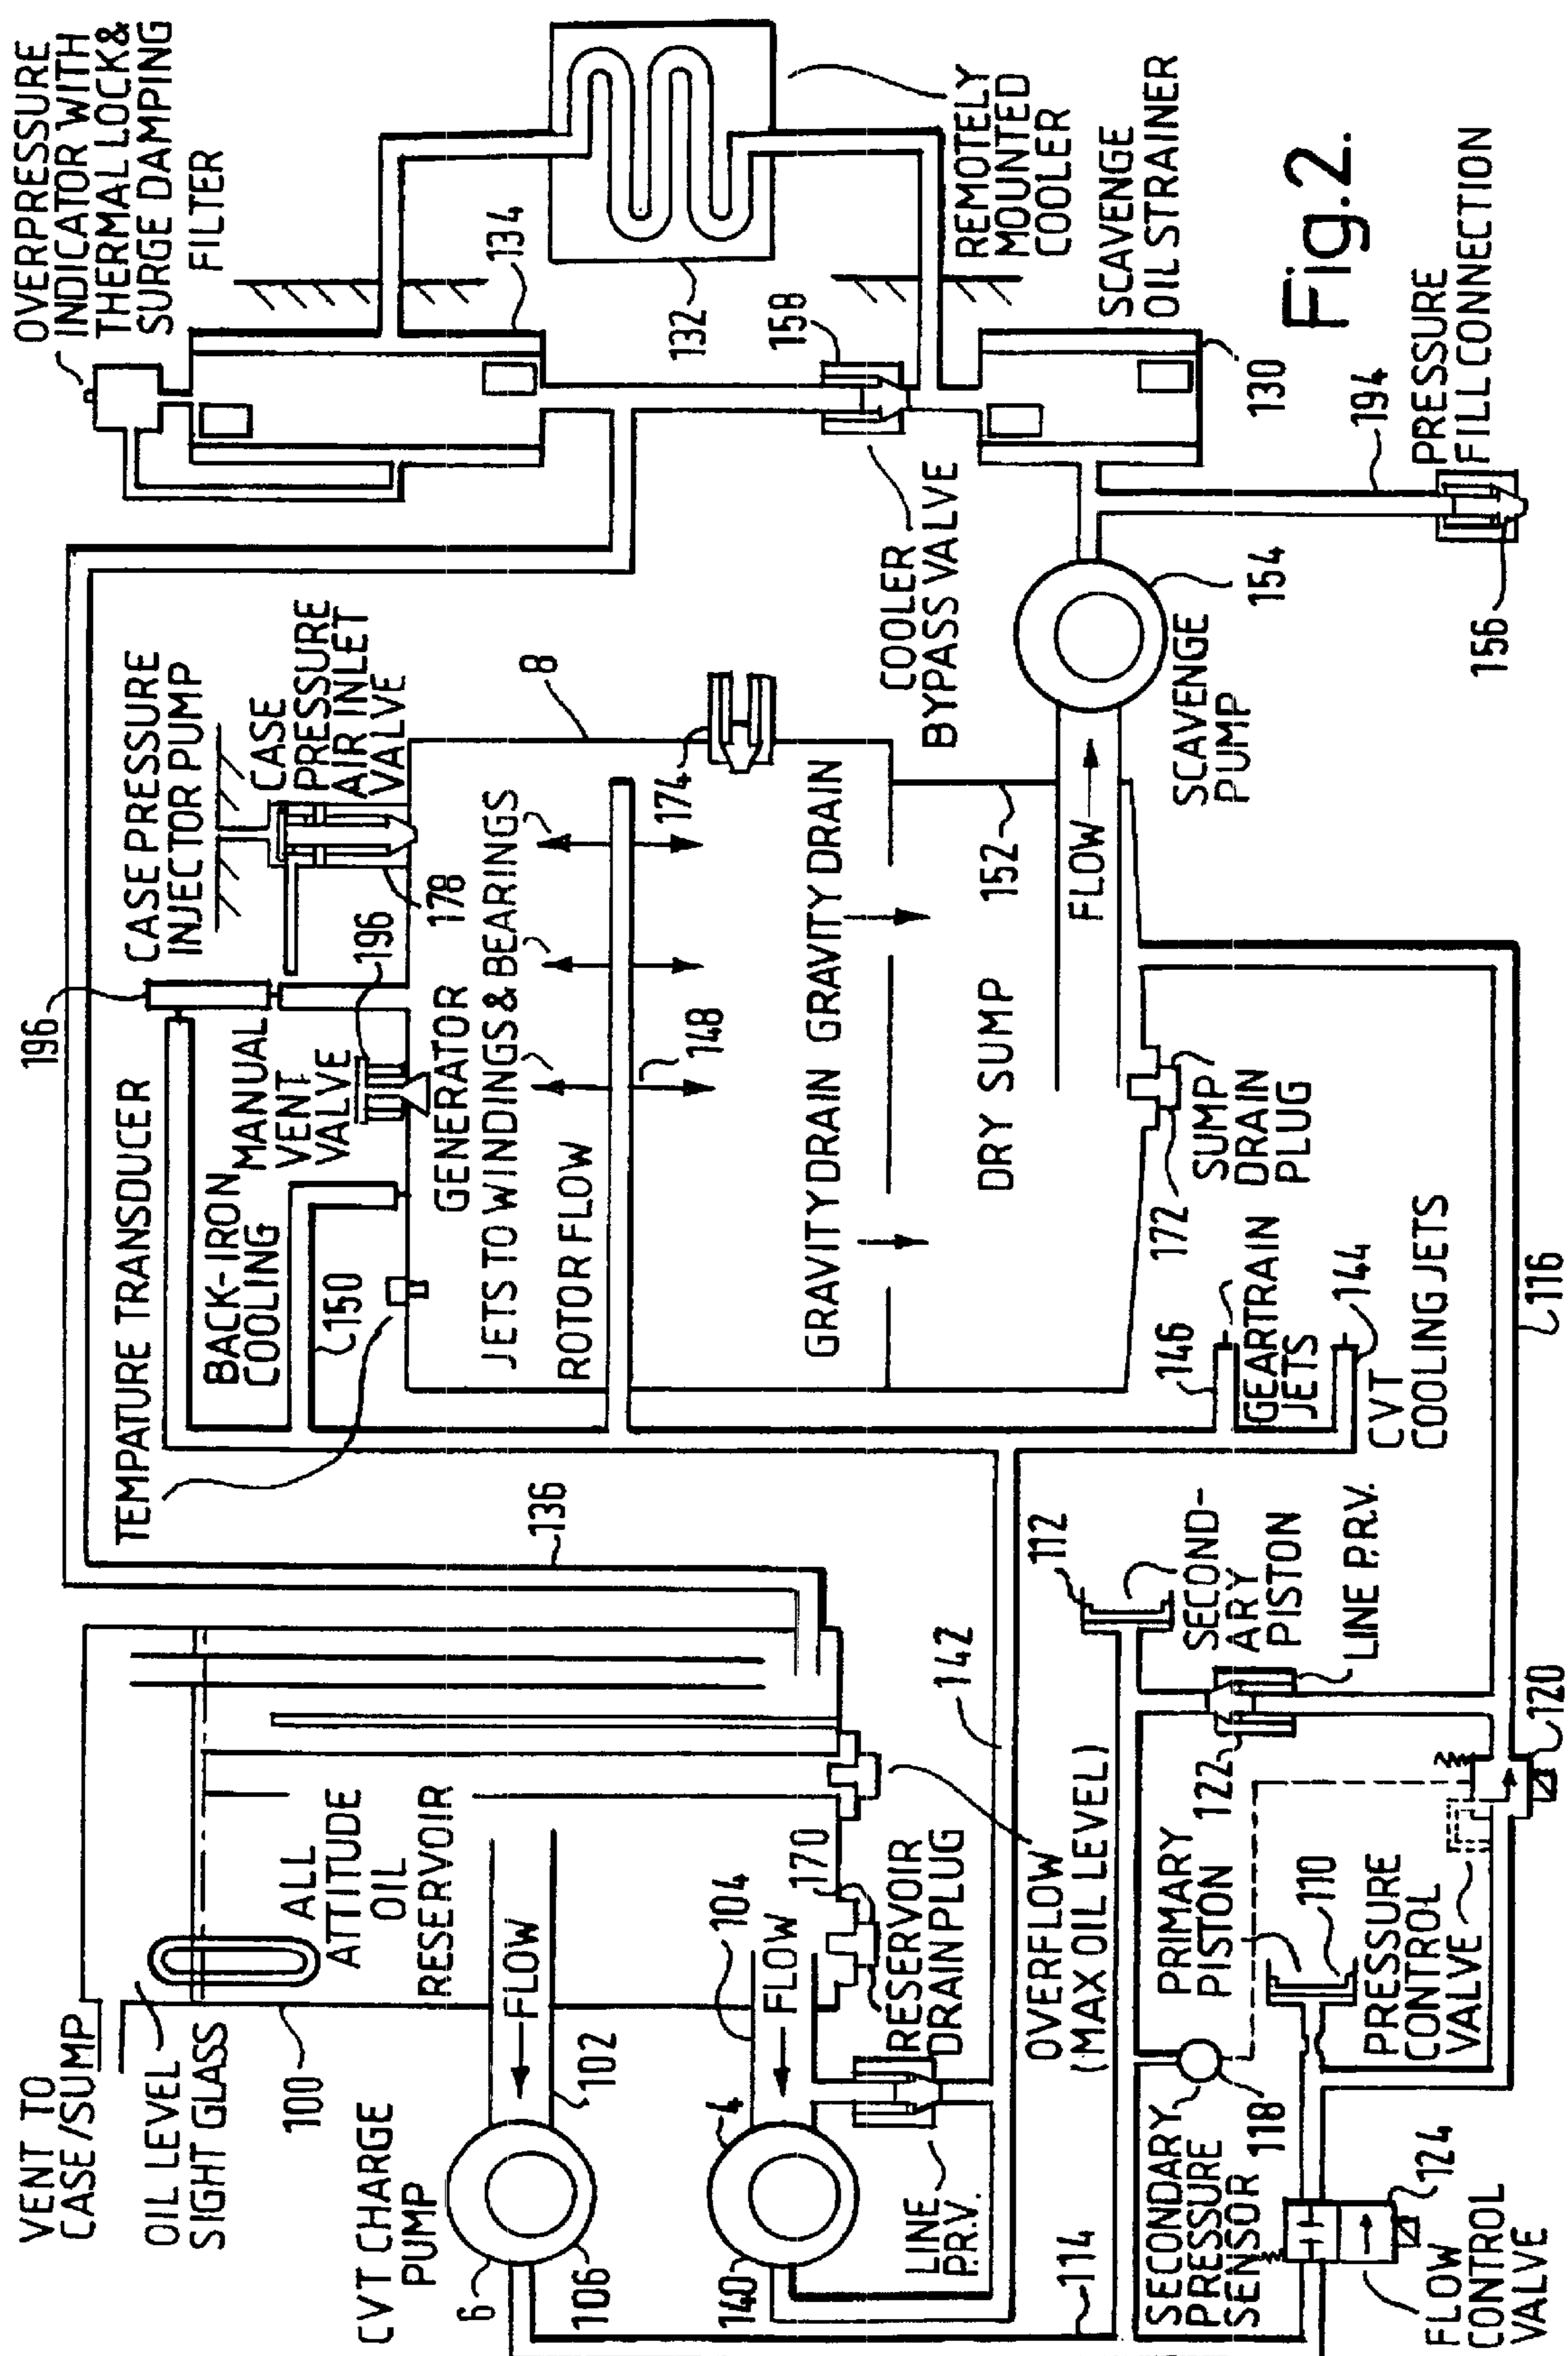 VENT TO
CASE/SUMP
OIL LEVEL
SIGHT GLASS
100
ALL
ATTITUDE
OIL
RESERVOIR
CVT CHARGE
PUMP
6
106
FLOW
102
4
140
FLOW
104
170
RESERVOIR
DRAIN PLUG
LINE
P.R.V.
OVERFLOW
(MAX OIL LEVEL)
142
136
114
SECONDARY
PRESSURE
SENSOR
118
FLOW
CONTROL
VALVE
124
PRIMARY
PISTON
110
PRESSURE
CONTROL
VALVE
122
120
112
SECOND-
ARY
PISTON
LINE P.R.V.
116
196
TEMPATURE TRANSDUCER
BACK-IRON
COOLING
150
MANUAL
VENT
VALVE
196
CASE PRESSURE
INJECTOR PUMP
CASE
PRESSURE
AIR INLET
VALVE
178
8
GENERATOR
JETS TO WINDINGS & BEARINGS
ROTOR FLOW
148
174
GRAVITY DRAIN GRAVITY DRAIN
DRY SUMP
152
FLOW
172
SUMP
DRAIN
PLUG
146
GEARTRAIN
JETS
144
CVT
COOLING JETS
OVERPRESSURE
INDICATOR WITH
THERMAL LOCK &
SURGE DAMPING
FILTER
134
132
REMOTELY
MOUNTED
COOLER
158
COOLER
BYPASS VALVE
SCAVENGE
OIL STRAINER
130
154
SCAVENGE
PUMP
194
PRESSURE
FILL CONNECTION
156
Fig.2.